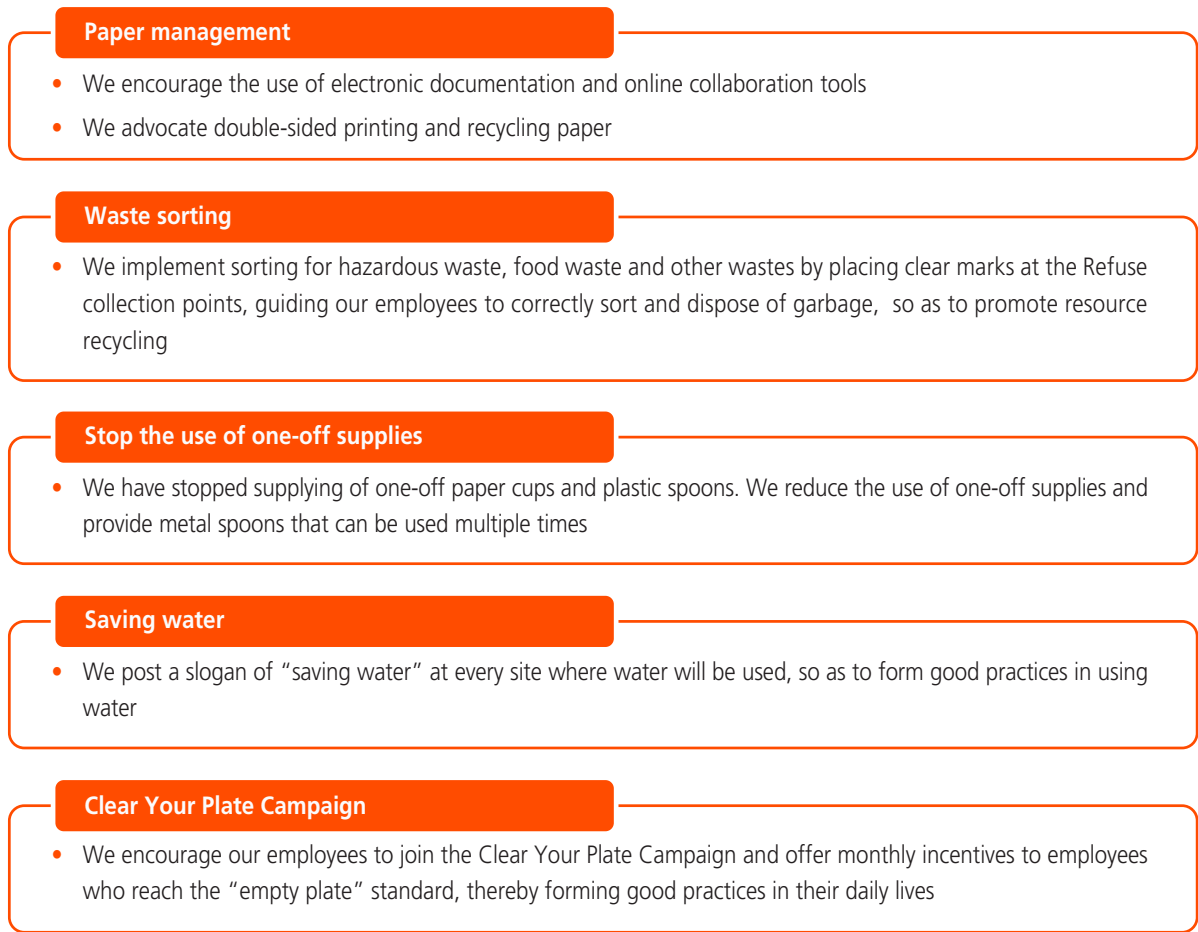 Paper management
• We encourage the use of electronic documentation and online collaboration tools
• We advocate double-sided printing and recycling paper
Waste sorting
• We implement sorting for hazardous waste, food waste and other wastes by placing clear marks at the Refuse
collection points, guiding our employees to correctly sort and dispose of garbage, so as to promote resource
recycling
Stop the use of one-off supplies
• We have stopped supplying of one-off paper cups and plastic spoons. We reduce the use of one-off supplies and
provide metal spoons that can be used multiple times
Saving water
• We post a slogan of “saving water” at every site where water will be used, so as to form good practices in using
water
Clear Your Plate Campaign
• We encourage our employees to join the Clear Your Plate Campaign and offer monthly incentives to employees
who reach the “empty plate” standard, thereby forming good practices in their daily lives